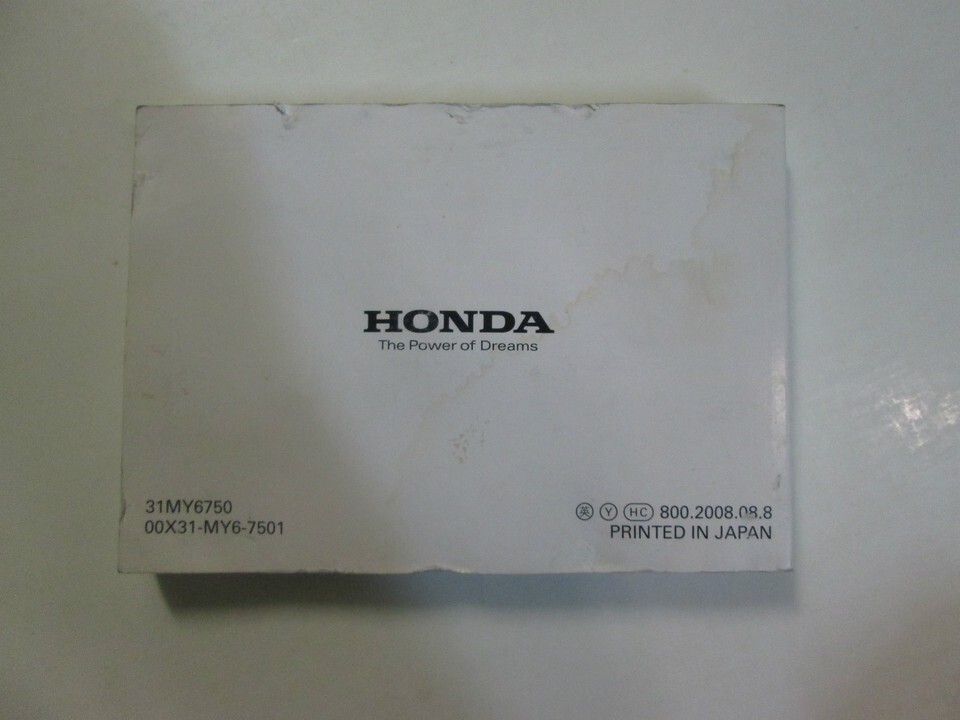 HONDA
The Power of Dreams
31MY6750
00X31-MY6-7501
英 Y HC 800.2008.08.8
PRINTED IN JAPAN